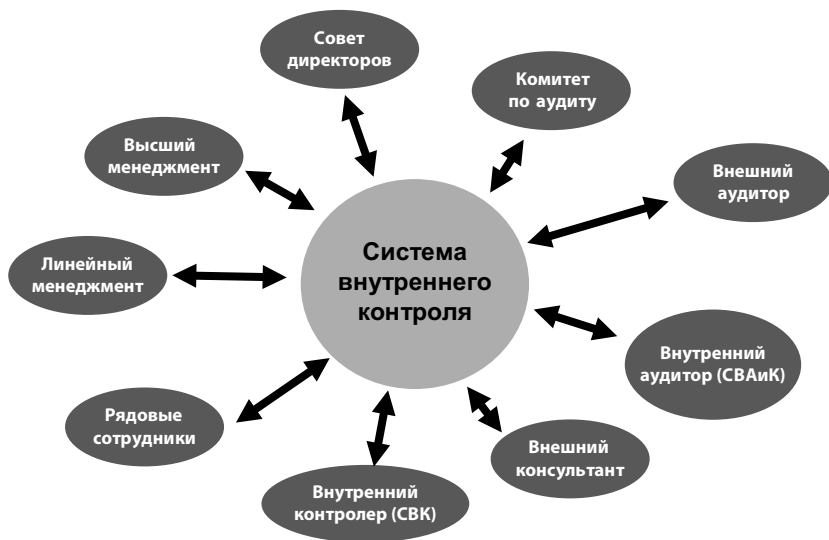 Совет
директоров
Комитет
по аудиту
Высший
менеджмент
Внешний
аудитор
Система
внутреннего
контроля
Линейный
менеджмент
Внутренний
аудитор (СВАиК)
Рядовые
сотрудники
Внешний
консультант
Внутренний
контролер (СВК)